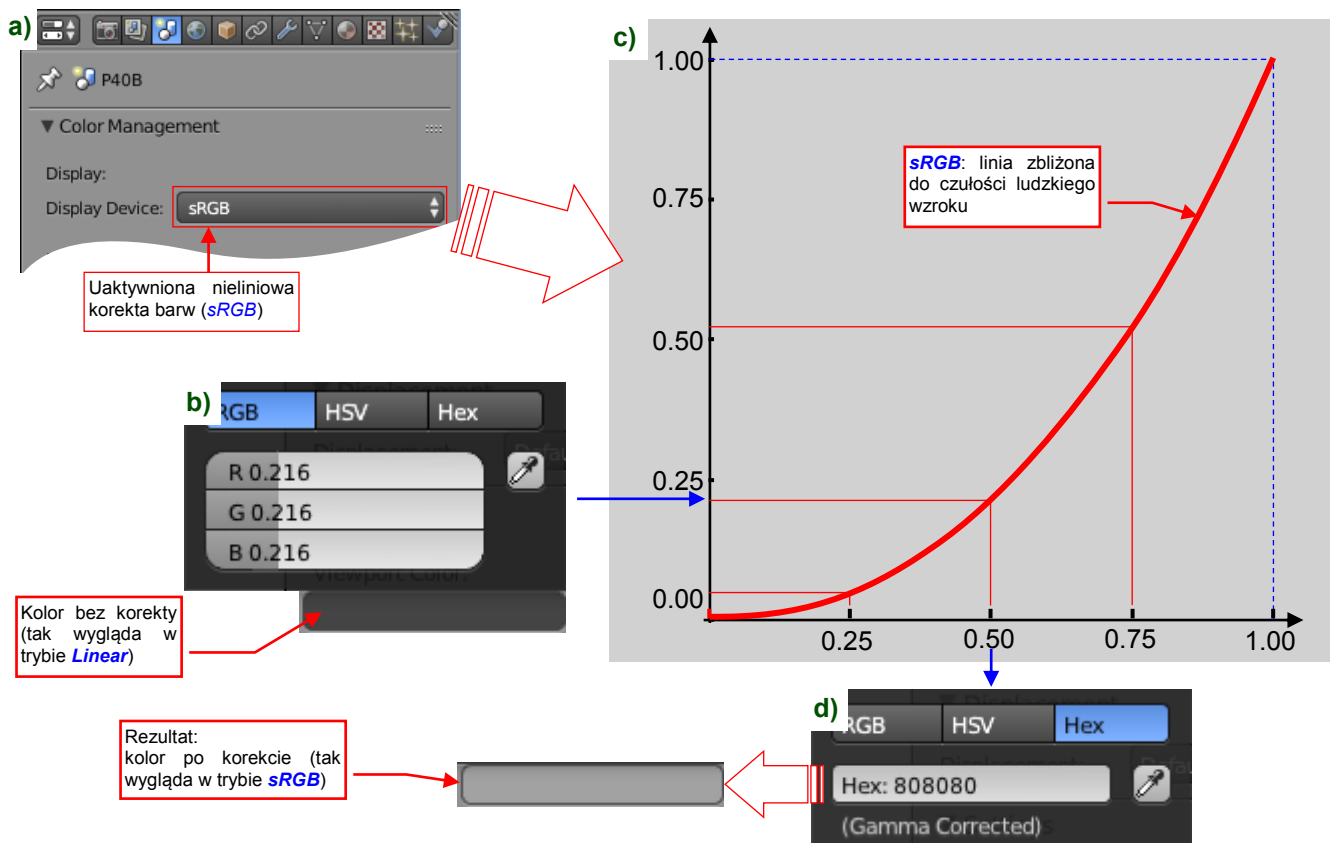 a)
P40B
Color Management
Display:
Display Device: sRGB
Uaktywniona nieliniowa
korekta barw (sRGB)
b)
RGB HSV Hex
R 0.216
G 0.216
B 0.216
Viewport Color:
Kolor bez korekty
(tak wygląda w
trybie Linear)
c)
1.00
0.75
0.50
0.25
0.00
0.25 0.50 0.75 1.00
sRGB: linia zbliżona
do czułości ludzkiego
wzroku
d)
RGB HSV Hex
Hex: 808080
(Gamma Corrected)
Rezultat:
kolor po korekcie (tak
wygląda w trybie sRGB)